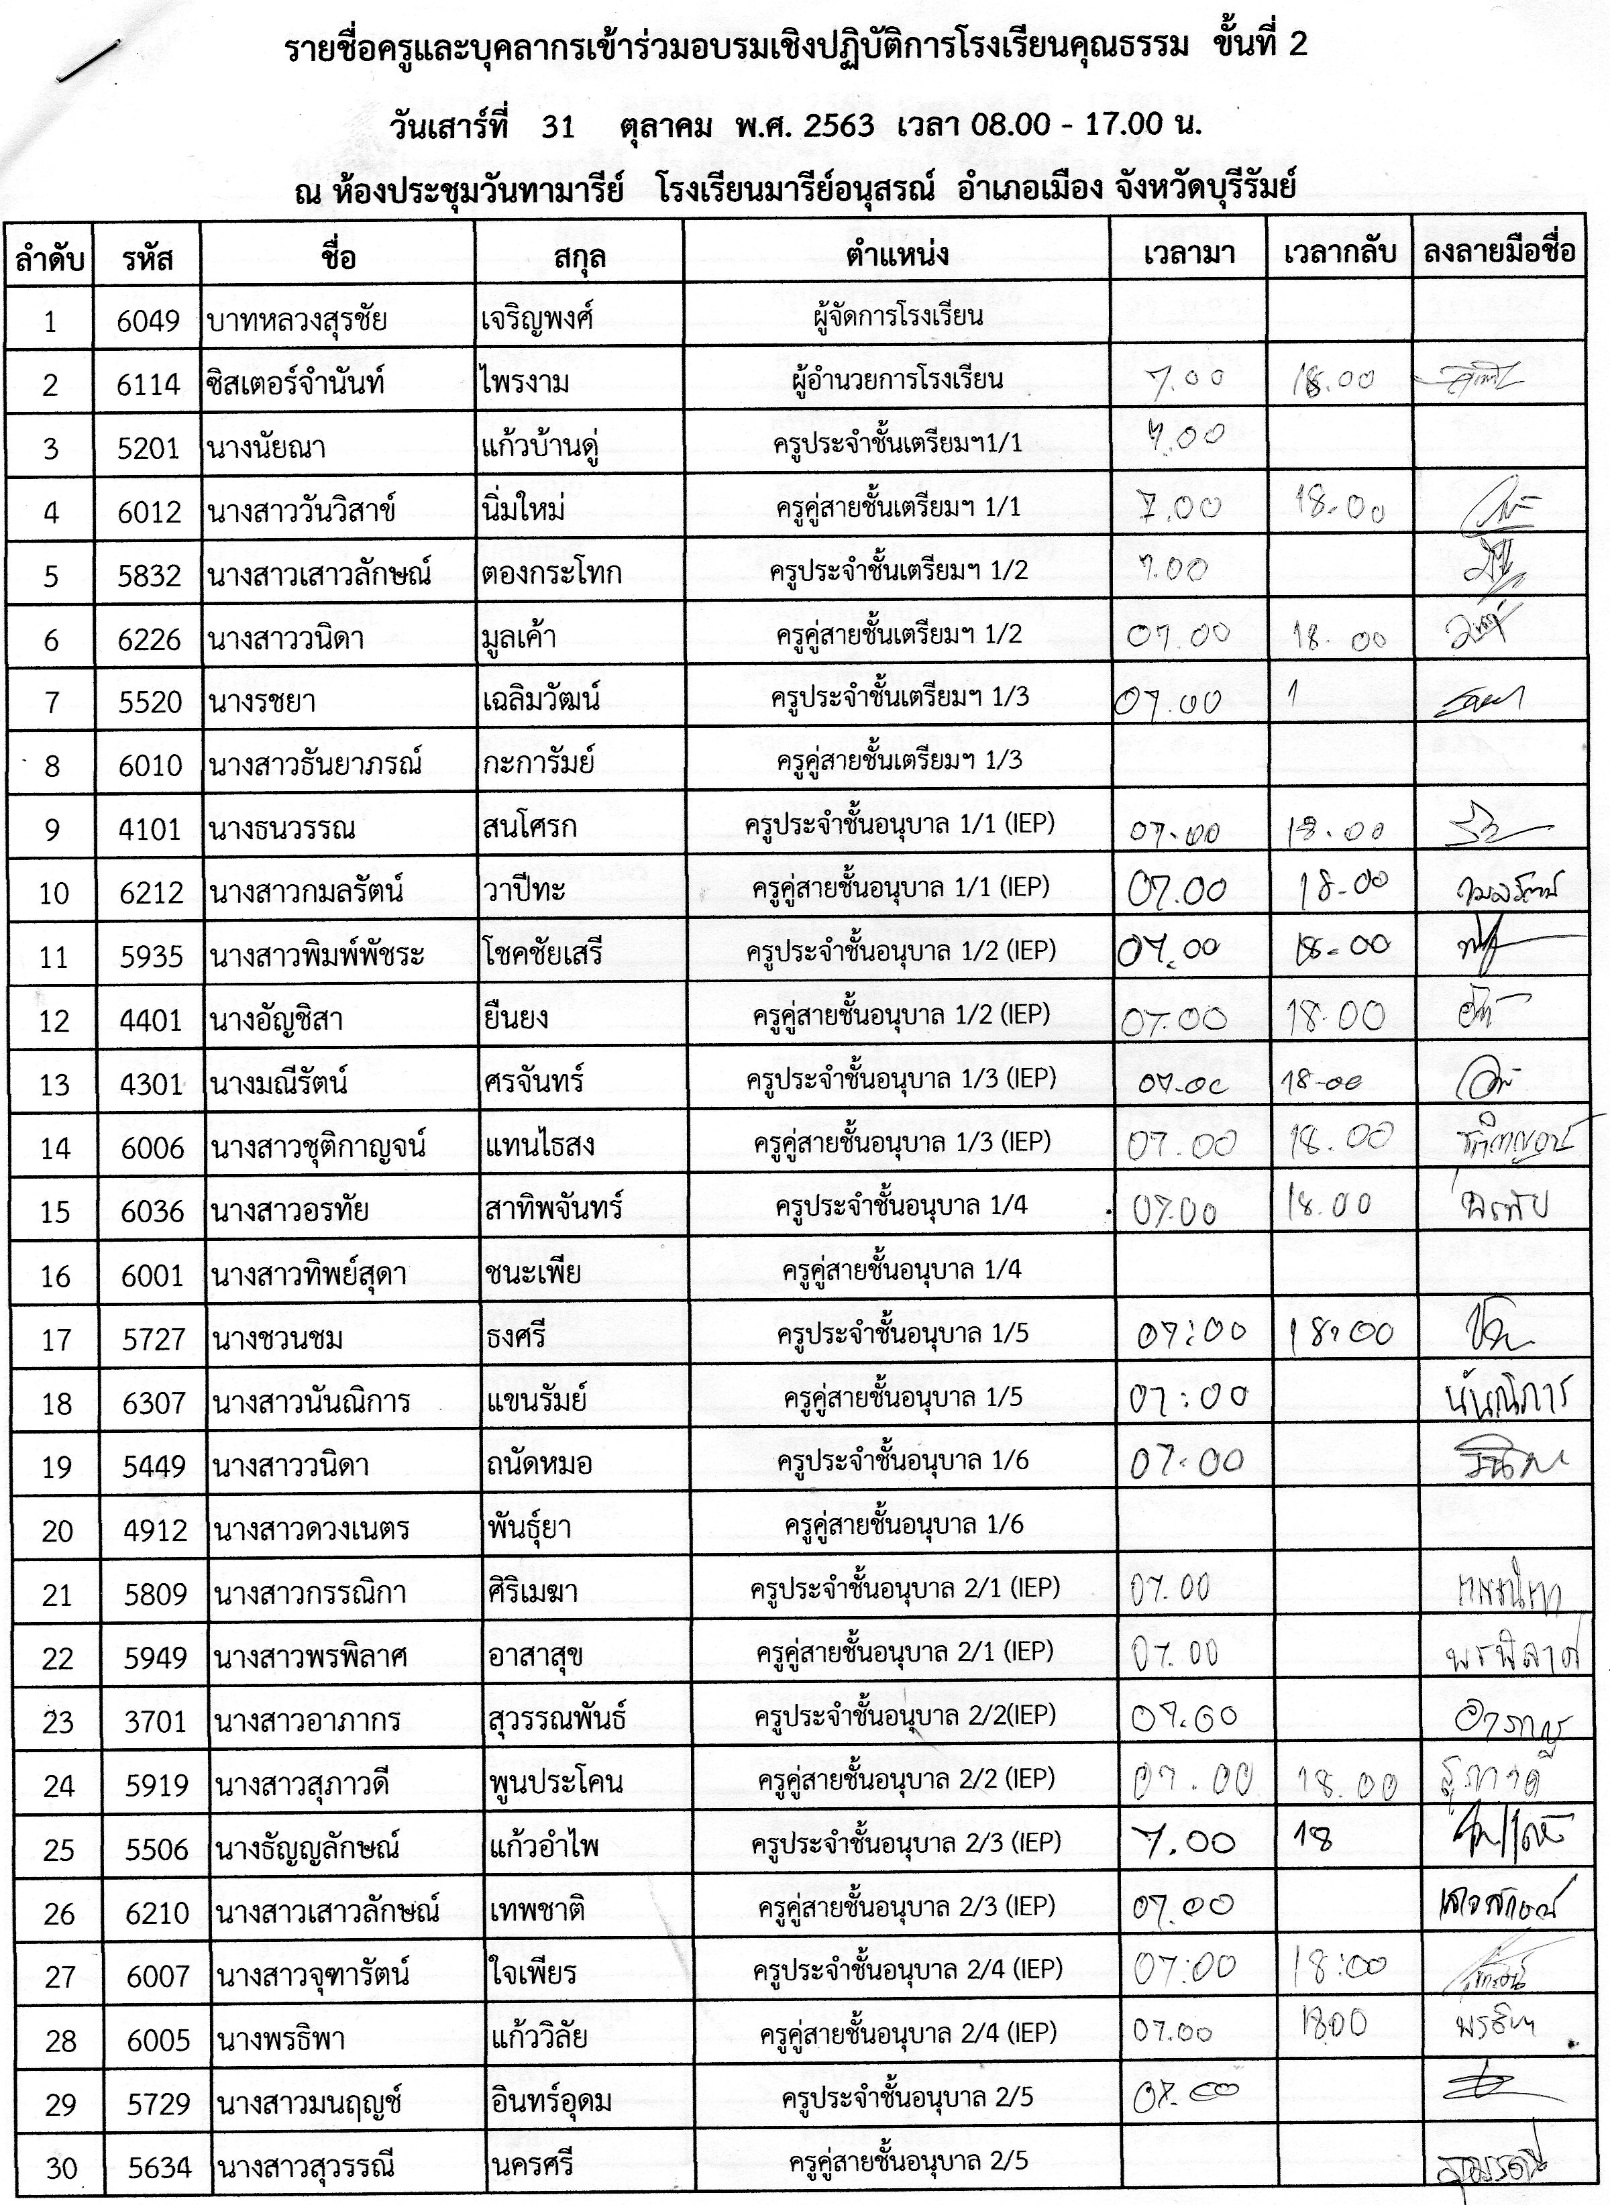 รายชื่อครูและบุคลากรเข้าร่วมอบรมเชิงปฏิบัติการโรงเรียนคุณธรรม ขั้นที่ 2
วันเสาร์ที่ 31 ตุลาคม พ.ศ. 2563 เวลา 08.00 - 17.00 น.
ณ ห้องประชุมวันทามารีย์ โรงเรียนมารีย์อนุสรณ์ อำเภอเมือง จังหวัดบุรีรัมย์
ลำดับ รหัส ชื่อ สกุล ตำแหน่ง เวลามา เวลากลับ ลงลายมือชื่อ
1 6049 บาทหลวงสุรชัย เจริญพงศ์ ผู้จัดการโรงเรียน
2 6114 ซิสเตอร์จำนันท์ ไพรงาม ผู้อำนวยการโรงเรียน 7.00 18.00
3 5201 นางนัยณา แก้วบ้านดู่ ครูประจำชั้นเตรียมฯ1/1 7.00
4 6012 นางสาววันวิสาข์ นิ่มใหม่ ครูคู่สายชั้นเตรียมฯ 1/1 7.00 18.00
5 5832 นางสาวเสาวลักษณ์ ตองกระโทก ครูประจำชั้นเตรียมฯ 1/2 7.00
6 6226 นางสาววนิดา มูลเค้า ครูคู่สายชั้นเตรียมฯ 1/2 07.00 18.00
7 5520 นางรชยา เฉลิมวัฒน์ ครูประจำชั้นเตรียมฯ 1/3 07.00 1
8 6010 นางสาวธันยาภรณ์ กะการัมย์ ครูคู่สายชั้นเตรียมฯ 1/3
9 4101 นางธนวรรณ สนโศรก ครูประจำชั้นอนุบาล 1/1 (IEP) 07.00 18.00
10 6212 นางสาวกมลรัตน์ วาปีทะ ครูคู่สายชั้นอนุบาล 1/1 (IEP) 07.00 18-00 กมลรัตน์
11 5935 นางสาวพิมพ์พัชระ โชคชัยเสรี ครูประจำชั้นอนุบาล 1/2 (IEP) 07.00 18-00
12 4401 นางอัญชิสา ยืนยง ครูคู่สายชั้นอนุบาล 1/2 (IEP) 07.00 18.00
13 4301 นางมณีรัตน์ ศรจันทร์ ครูประจำชั้นอนุบาล 1/3 (IEP) 07-00 18-00
14 6006 นางสาวชุติกาญจน์ แทนไธสง ครูคู่สายชั้นอนุบาล 1/3 (IEP) 07.00 18.00 ชุติกาญจน์
15 6036 นางสาวอรทัย สาทิพจันทร์ ครูประจำชั้นอนุบาล 1/4 07.00 18.00 อรทัย
16 6001 นางสาวทิพย์สุดา ชนะเพีย ครูคู่สายชั้นอนุบาล 1/4
17 5727 นางชวนชม ธงศรี ครูประจำชั้นอนุบาล 1/5 07:00 18:00
18 6307 นางสาวนันณิการ แขนรัมย์ ครูคู่สายชั้นอนุบาล 1/5 07:00 นันณิการ
19 5449 นางสาววนิดา ถนัดหมอ ครูประจำชั้นอนุบาล 1/6 07.00 วนิดา
20 4912 นางสาวดวงเนตร พันธุ์ยา ครูคู่สายชั้นอนุบาล 1/6
21 5809 นางสาวกรรณิกา ศิริเมฆา ครูประจำชั้นอนุบาล 2/1 (IEP) 07.00 กรรณิกา
22 5949 นางสาวพรพิลาศ อาสาสุข ครูคู่สายชั้นอนุบาล 2/1 (IEP) 07.00 พรพิลาศ
23 3701 นางสาวอาภากร สุวรรณพันธ์ ครูประจำชั้นอนุบาล 2/2(IEP) 07.00 อาภากร
24 5919 นางสาวสุภาวดี พูนประโคน ครูคู่สายชั้นอนุบาล 2/2 (IEP) 07.00 18.00 สุภาวดี
25 5506 นางธัญญลักษณ์ แก้วอำไพ ครูประจำชั้นอนุบาล 2/3 (IEP) 7.00 18
26 6210 นางสาวเสาวลักษณ์ เทพชาติ ครูคู่สายชั้นอนุบาล 2/3 (IEP) 07.00 เสาวลักษณ์
27 6007 นางสาวจุฑารัตน์ ใจเพียร ครูประจำชั้นอนุบาล 2/4 (IEP) 07:00 18:00 จุฑารัตน์
28 6005 นางพรธิพา แก้ววิลัย ครูคู่สายชั้นอนุบาล 2/4 (IEP) 07.00 1800 พรธิพา
29 5729 นางสาวมนฤญช์ อินทร์อุดม ครูประจำชั้นอนุบาล 2/5 07.00
30 5634 นางสาวสุวรรณี นครศรี ครูคู่สายชั้นอนุบาล 2/5 สุวรรณี